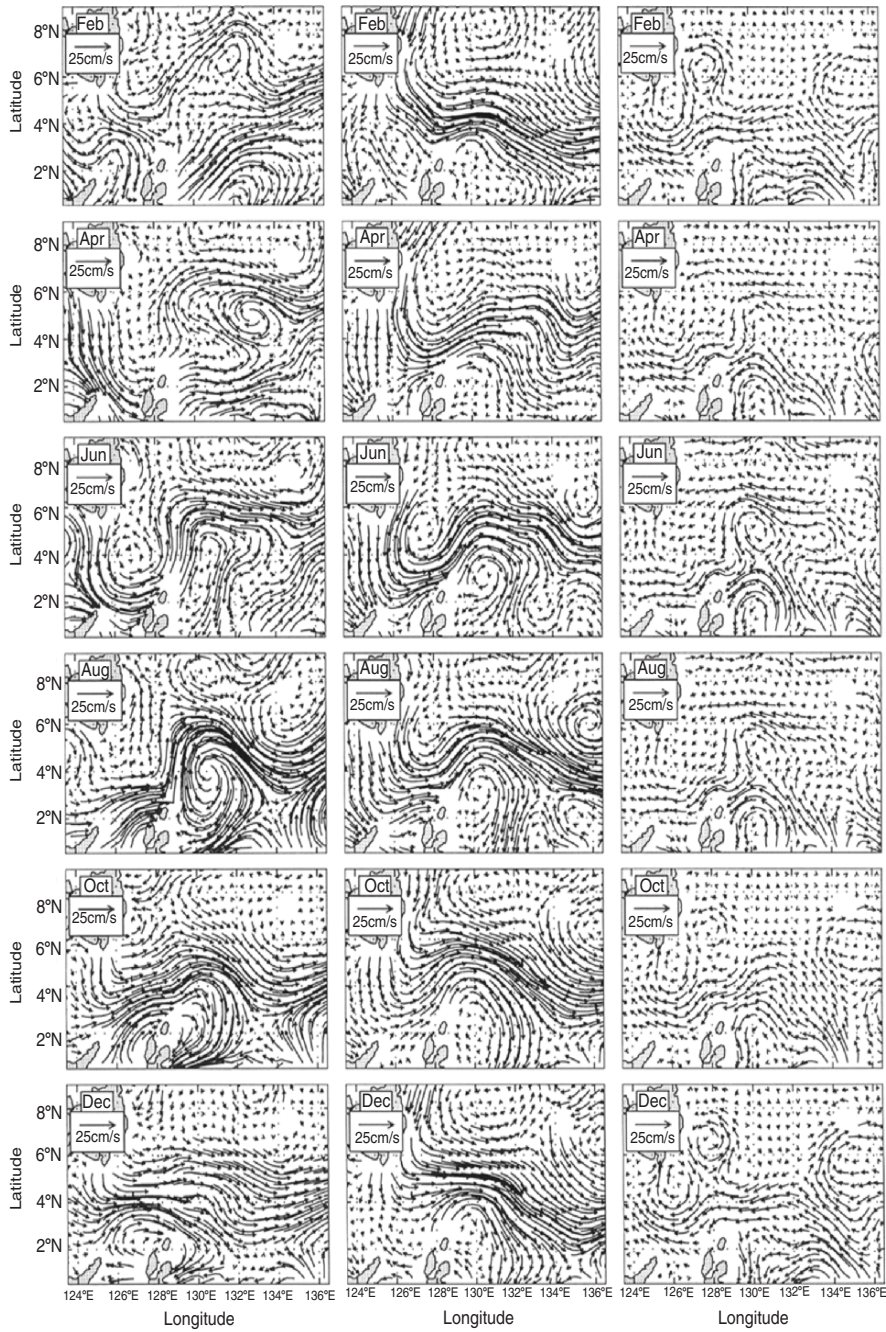 Feb Feb Feb
25cm/s 25cm/s 25cm/s
8°N
6°N
4°N
2°N
Latitude
Apr Apr Apr
25cm/s 25cm/s 25cm/s
8°N
6°N
4°N
2°N
Latitude
Jun Jun Jun
25cm/s 25cm/s 25cm/s
8°N
6°N
4°N
2°N
Latitude
Aug Aug Aug
25cm/s 25cm/s 25cm/s
8°N
6°N
4°N
2°N
Latitude
Oct Oct Oct
25cm/s 25cm/s 25cm/s
8°N
6°N
4°N
2°N
Latitude
Dec Dec Dec
25cm/s 25cm/s 25cm/s
8°N
6°N
4°N
2°N
Latitude
124°E 126°E 128°E 130°E 132°E 134°E 136°E 124°E 126°E 128°E 130°E 132°E 134°E 136°E 124°E 126°E 128°E 130°E 132°E 134°E 136°E
Longitude Longitude Longitude